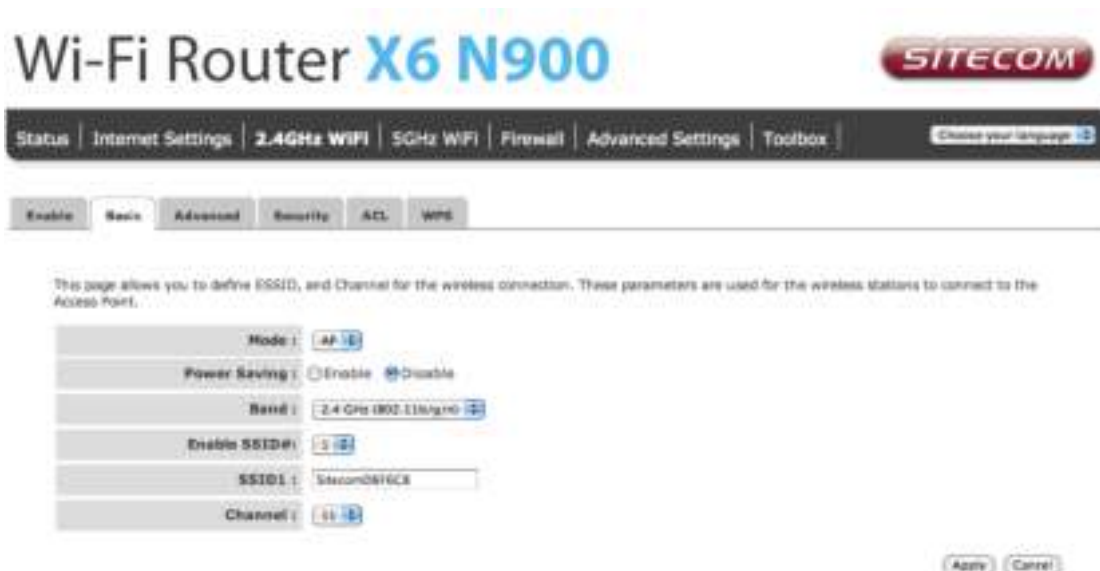 Wi-Fi Router X6 N900
SITECOM
Status | Internet Settings | 2.4GHz WiFi | 5GHz WiFi | Firewall | Advanced Settings | Toolbox |
Choose your language
Enable Basic Advanced Security ACL WPS
This page allows you to define ESSID, and Channel for the wireless connection. These parameters are used for the wireless stations to connect to the
Access Point.
Mode : AP
Power Saving : Enable Disable
Band : 2.4 GHz (802.11b/g/n)
Enable SSID#: 1
SSID1 :
Channel : 11
Apply Cancel